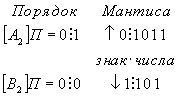 Порядок Мантиса
[A₂]П = 0⋮1 ↑ 0⋮1011
знак⋮числа
[B₂]П = 0⋮0 ↓ 1⋮101